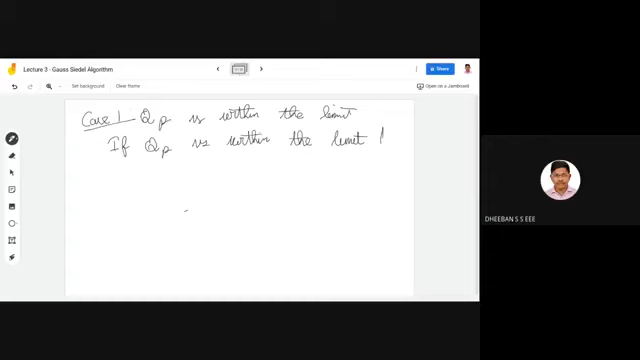 Lecture 3 - Gauss Siedel Algorithm
Share
Set background
Clear frame
Open on a Jamboard
Case 1 Qp is within the limit
If Qp is within the limit
DHEEBAN S S EEE